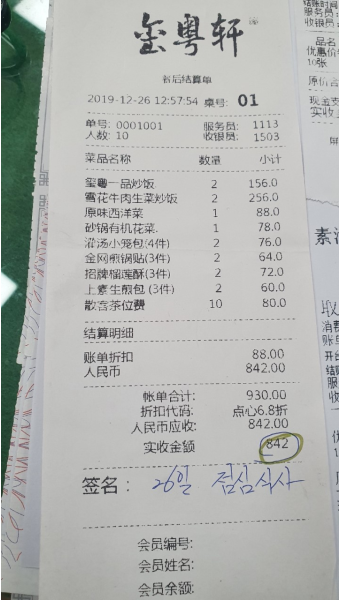 玺粤轩
客后结算单
2019-12-26 12:57:54 桌号: 01
单号: 0001001 服务员: 1113
人数: 10 收银员: 1503
菜品名称 数量 小计
玺粤一品炒饭 2 156.0
雪花牛肉生菜炒饭 2 256.0
原味西洋菜 1 88.0
砂锅有机花菜. 1 78.0
灌汤小笼包(4件) 2 76.0
金网煎锅贴(3件) 2 64.0
招牌榴莲酥(3件) 2 72.0
上素生煎包(3件) 2 60.0
散客茶位费 10 80.0
结算明细
账单折扣 88.00
人民币 842.00
帐单合计: 930.00
折扣代码: 点心6.8折
人民币应收: 842.00
实收金额 842
签名: 26일 점심식사
会员编号:
会员姓名:
会员余额:
结账时间
服务员
收银员
品名
优惠价
10张
原价合
现金支
实收
素
取
消费
账单
开台
结账
服
收